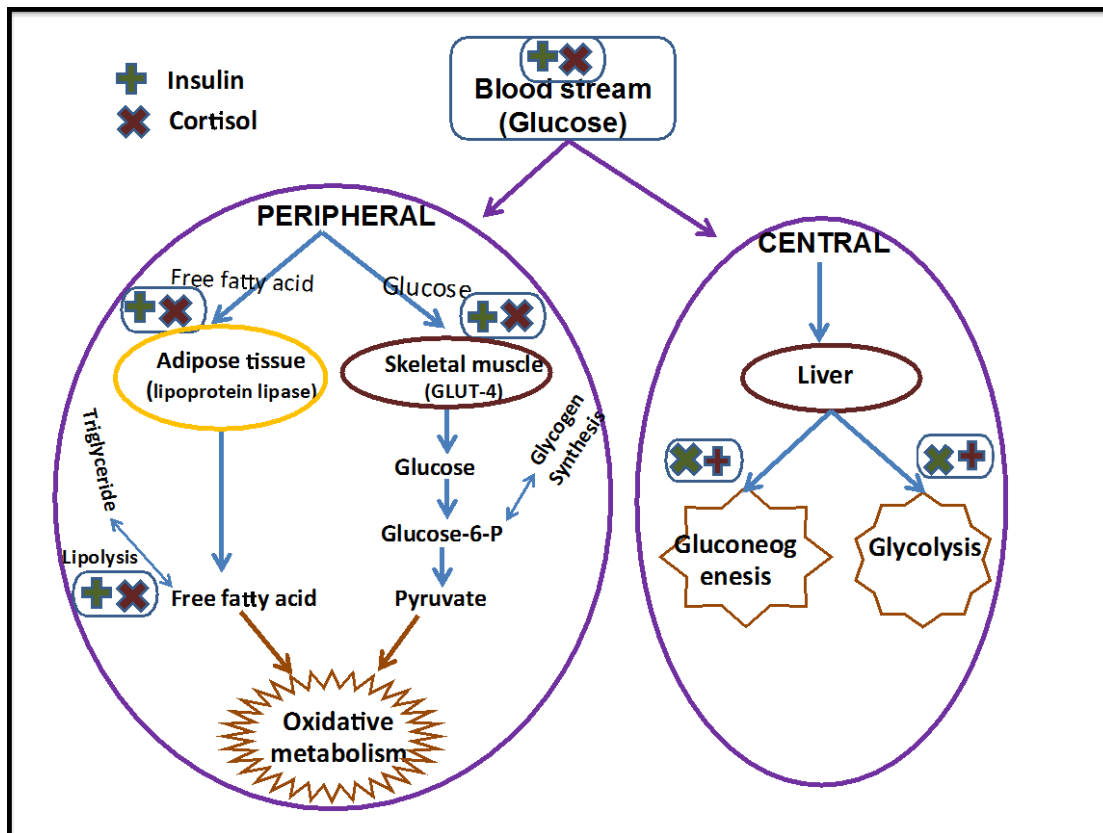 Insulin
Cortisol
Blood stream
(Glucose)
PERIPHERAL
Free fatty acid
Glucose
Adipose tissue
(lipoprotein lipase)
Skeletal muscle
(GLUT-4)
Triglyceride
Glucose
Glycogen
Synthesis
Glucose-6-P
Lipolysis
Free fatty acid
Pyruvate
Oxidative
metabolism
CENTRAL
Liver
Gluconeog
enesis
Glycolysis